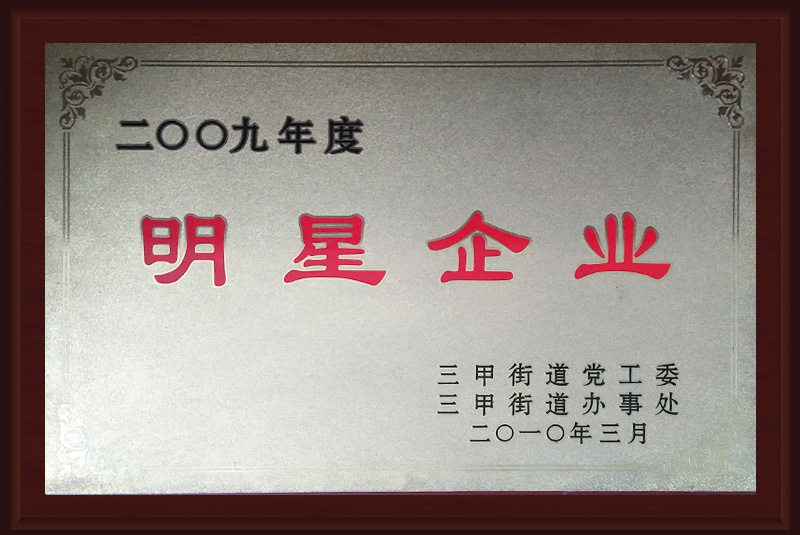 二〇〇九年度
明星企业
三甲街道党工委
三甲街道办事处
二〇一〇年三月